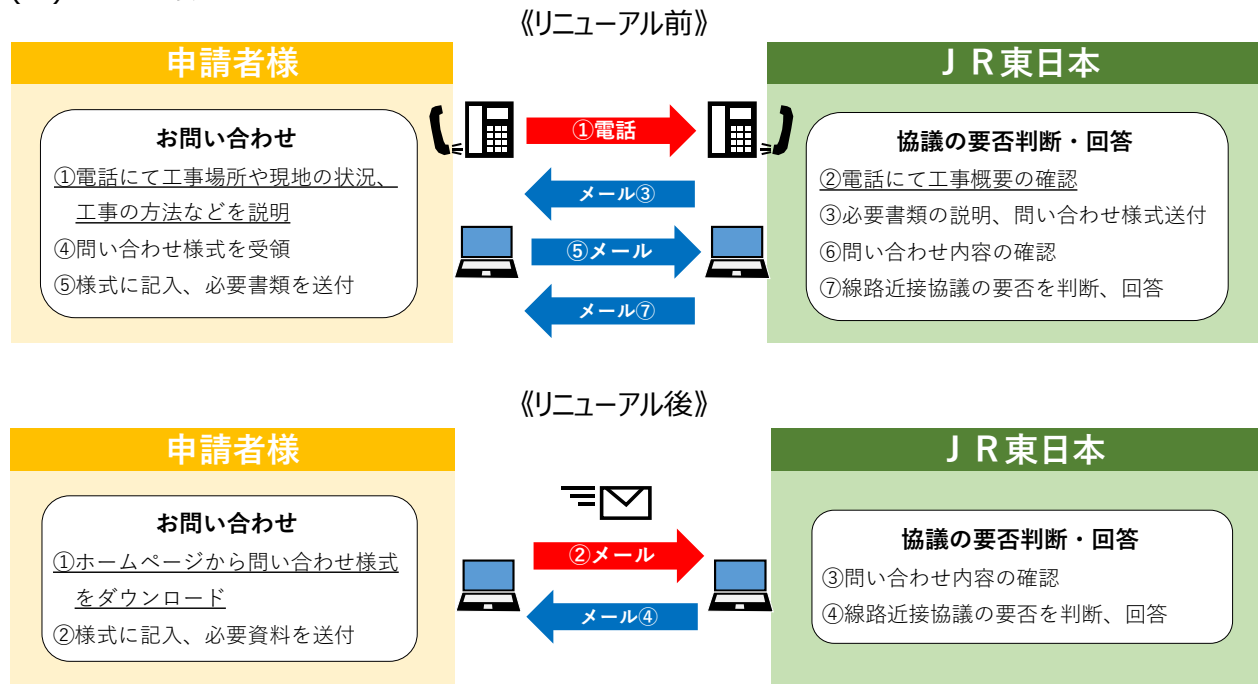 《リニューアル前》
申請者様
お問い合わせ
①電話にて工事場所や現地の状況、
工事の方法などを説明
④問い合わせ様式を受領
⑤様式に記入、必要書類を送付
①電話
メール③
⑤メール
メール⑦
ＪＲ東日本
協議の要否判断・回答
②電話にて工事概要の確認
③必要書類の説明、問い合わせ様式送付
⑥問い合わせ内容の確認
⑦線路近接協議の要否を判断、回答
《リニューアル後》
申請者様
お問い合わせ
①ホームページから問い合わせ様式
をダウンロード
②様式に記入、必要資料を送付
②メール
メール④
ＪＲ東日本
協議の要否判断・回答
③問い合わせ内容の確認
④線路近接協議の要否を判断、回答